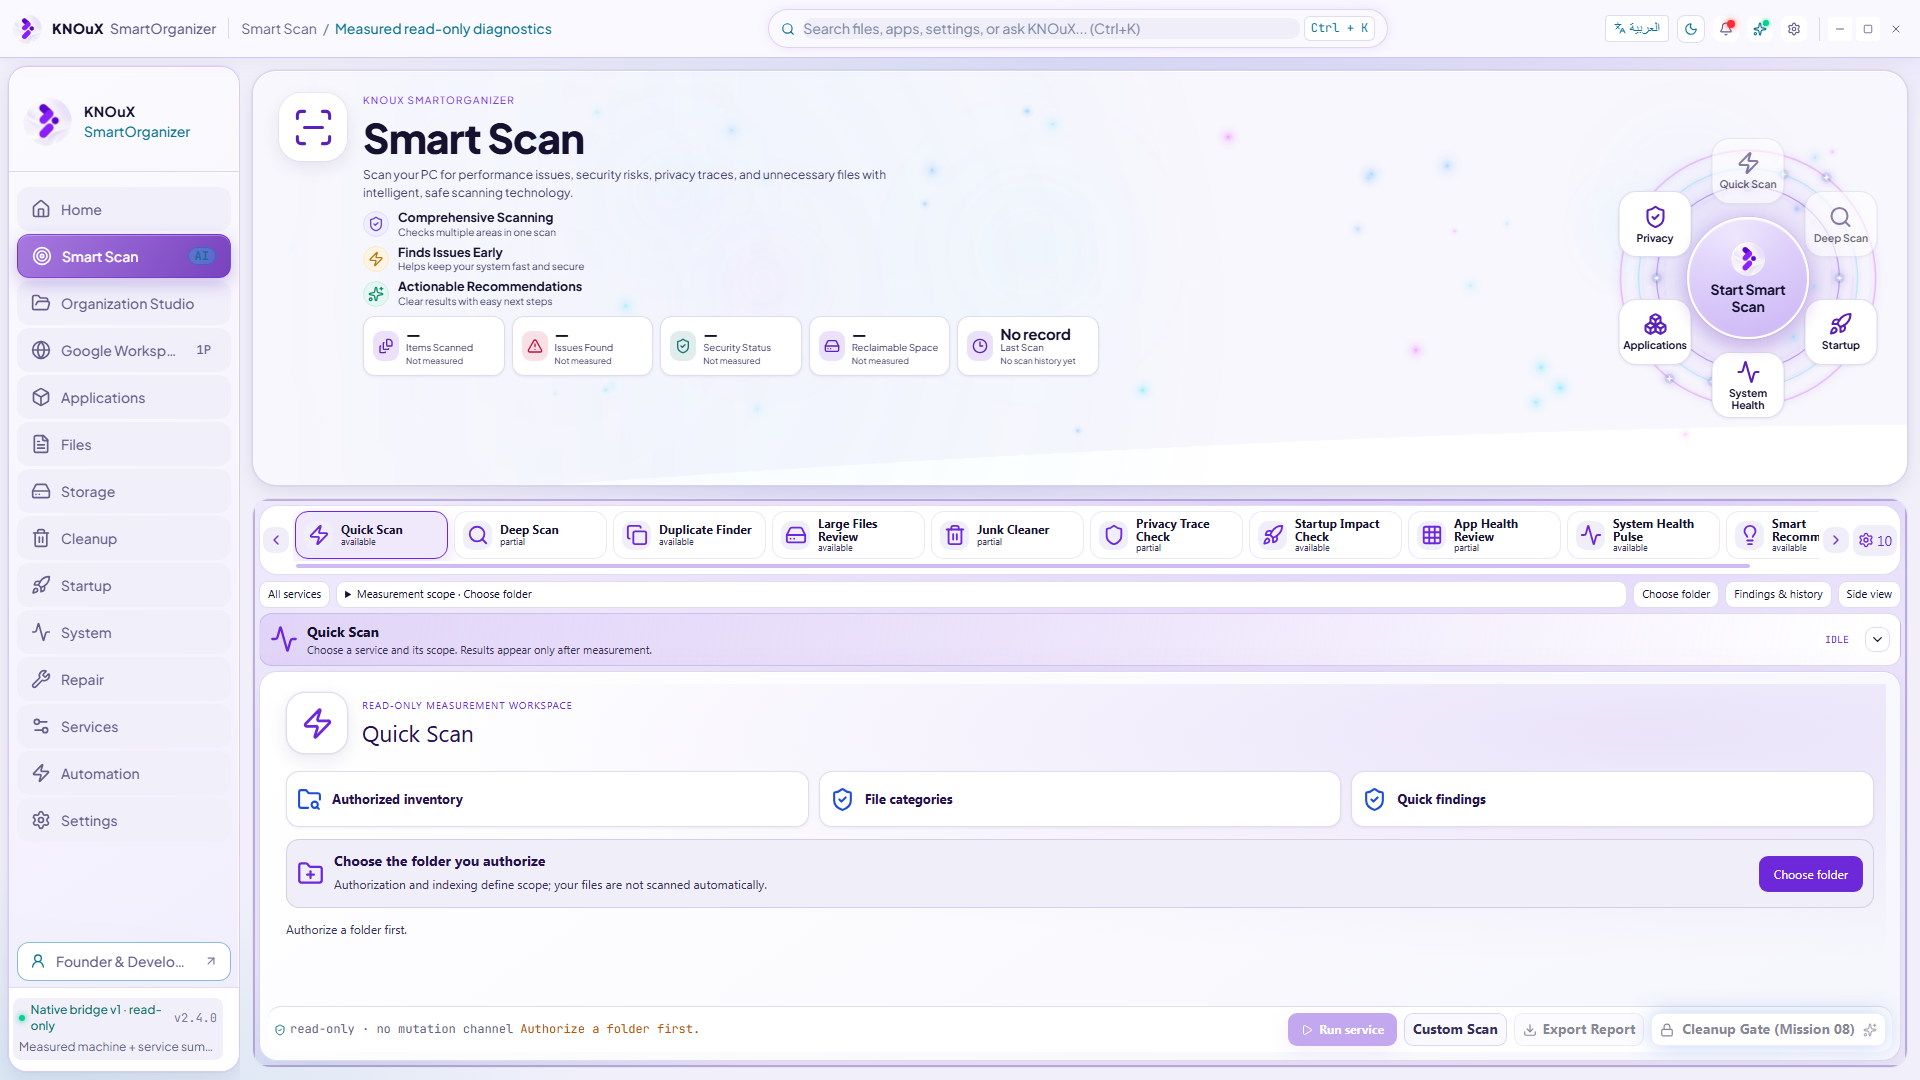 KNOuX SmartOrganizer
Smart Scan / Measured read-only diagnostics
Search files, apps, settings, or ask KNOuX... (Ctrl+K)
Ctrl + K
العربية
KNOuX
SmartOrganizer
Home
Smart Scan
AI
Organization Studio
Google Worksp...
1P
Applications
Files
Storage
Cleanup
Startup
System
Repair
Services
Automation
Settings
Founder & Develo...
Native bridge v1 · read-
only
v2.4.0
Measured machine + service sum...
KNOUX SMARTORGANIZER
Smart Scan
Scan your PC for performance issues, security risks, privacy traces, and unnecessary files with
intelligent, safe scanning technology.
Comprehensive Scanning
Checks multiple areas in one scan
Finds Issues Early
Helps keep your system fast and secure
Actionable Recommendations
Clear results with easy next steps
—
Items Scanned
Not measured
—
Issues Found
Not measured
—
Security Status
Not measured
—
Reclaimable Space
Not measured
No record
Last Scan
No scan history yet
Quick Scan
Privacy
Deep Scan
Start Smart
Scan
Applications
Startup
System
Health
Quick Scan
available
Deep Scan
partial
Duplicate Finder
available
Large Files
Review
available
Junk Cleaner
partial
Privacy Trace
Check
partial
Startup Impact
Check
available
App Health
Review
partial
System Health
Pulse
available
Smart
Recomm
available
10
All services
▶ Measurement scope · Choose folder
Choose folder
Findings & history
Side view
Quick Scan
Choose a service and its scope. Results appear only after measurement.
IDLE
READ-ONLY MEASUREMENT WORKSPACE
Quick Scan
Authorized inventory
File categories
Quick findings
Choose the folder you authorize
Authorization and indexing define scope; your files are not scanned automatically.
Choose folder
Authorize a folder first.
read-only · no mutation channel Authorize a folder first.
Run service
Custom Scan
Export Report
Cleanup Gate (Mission 08)